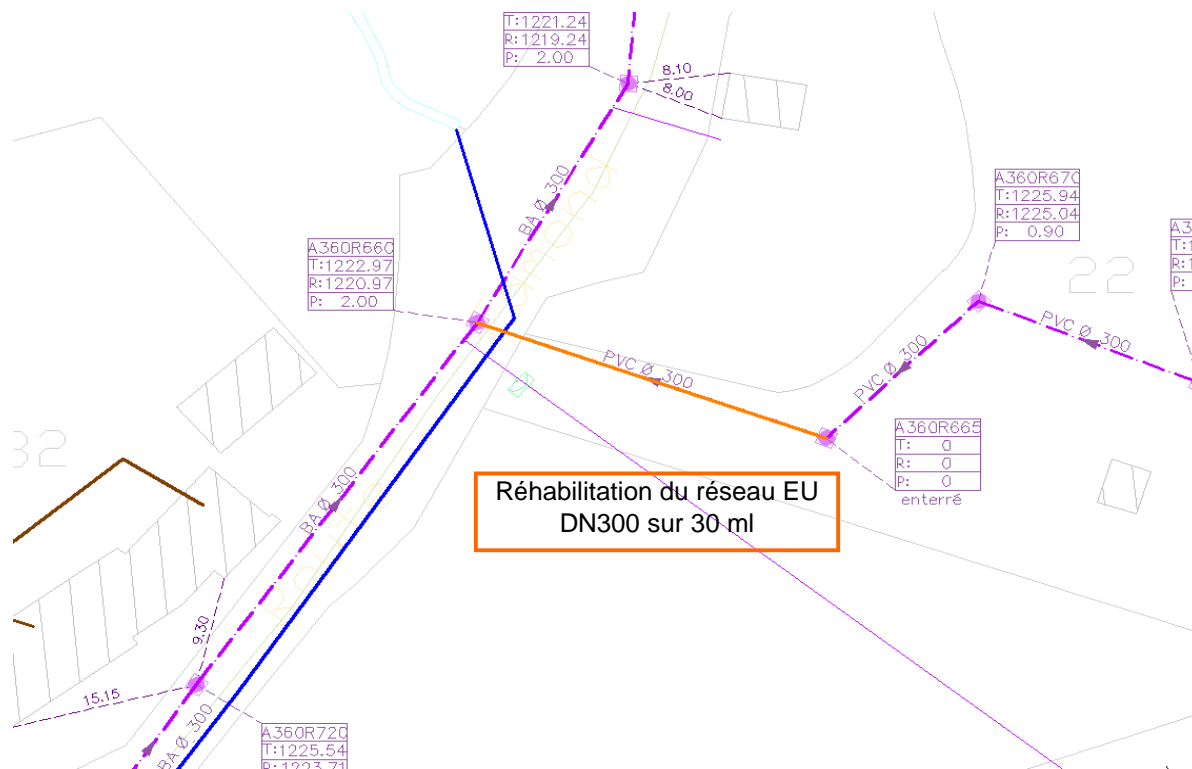 T:1221.24
R:1219.24
P: 2.00
8.10
8.00
BA Ø 300
A360R670
T:1225.94
R:1225.04
P: 0.90
A360R660
T:1222.97
R:1220.97
P: 2.00
22
PVC Ø 300
PVC Ø 300
PVC Ø 300
A360R665
T: 0
R: 0
P: 0
enterré
32
Réhabilitation du réseau EU
DN300 sur 30 ml
BA Ø 300
9.30
15.15
BA Ø 300
A360R720
T:1225.54
R:1223.71